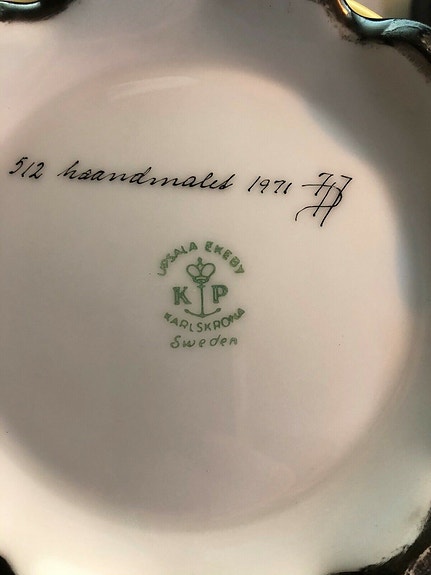 512 haandmalet 1971
UPSALA EKEBY
K P
KARLSKRONA
Sweden